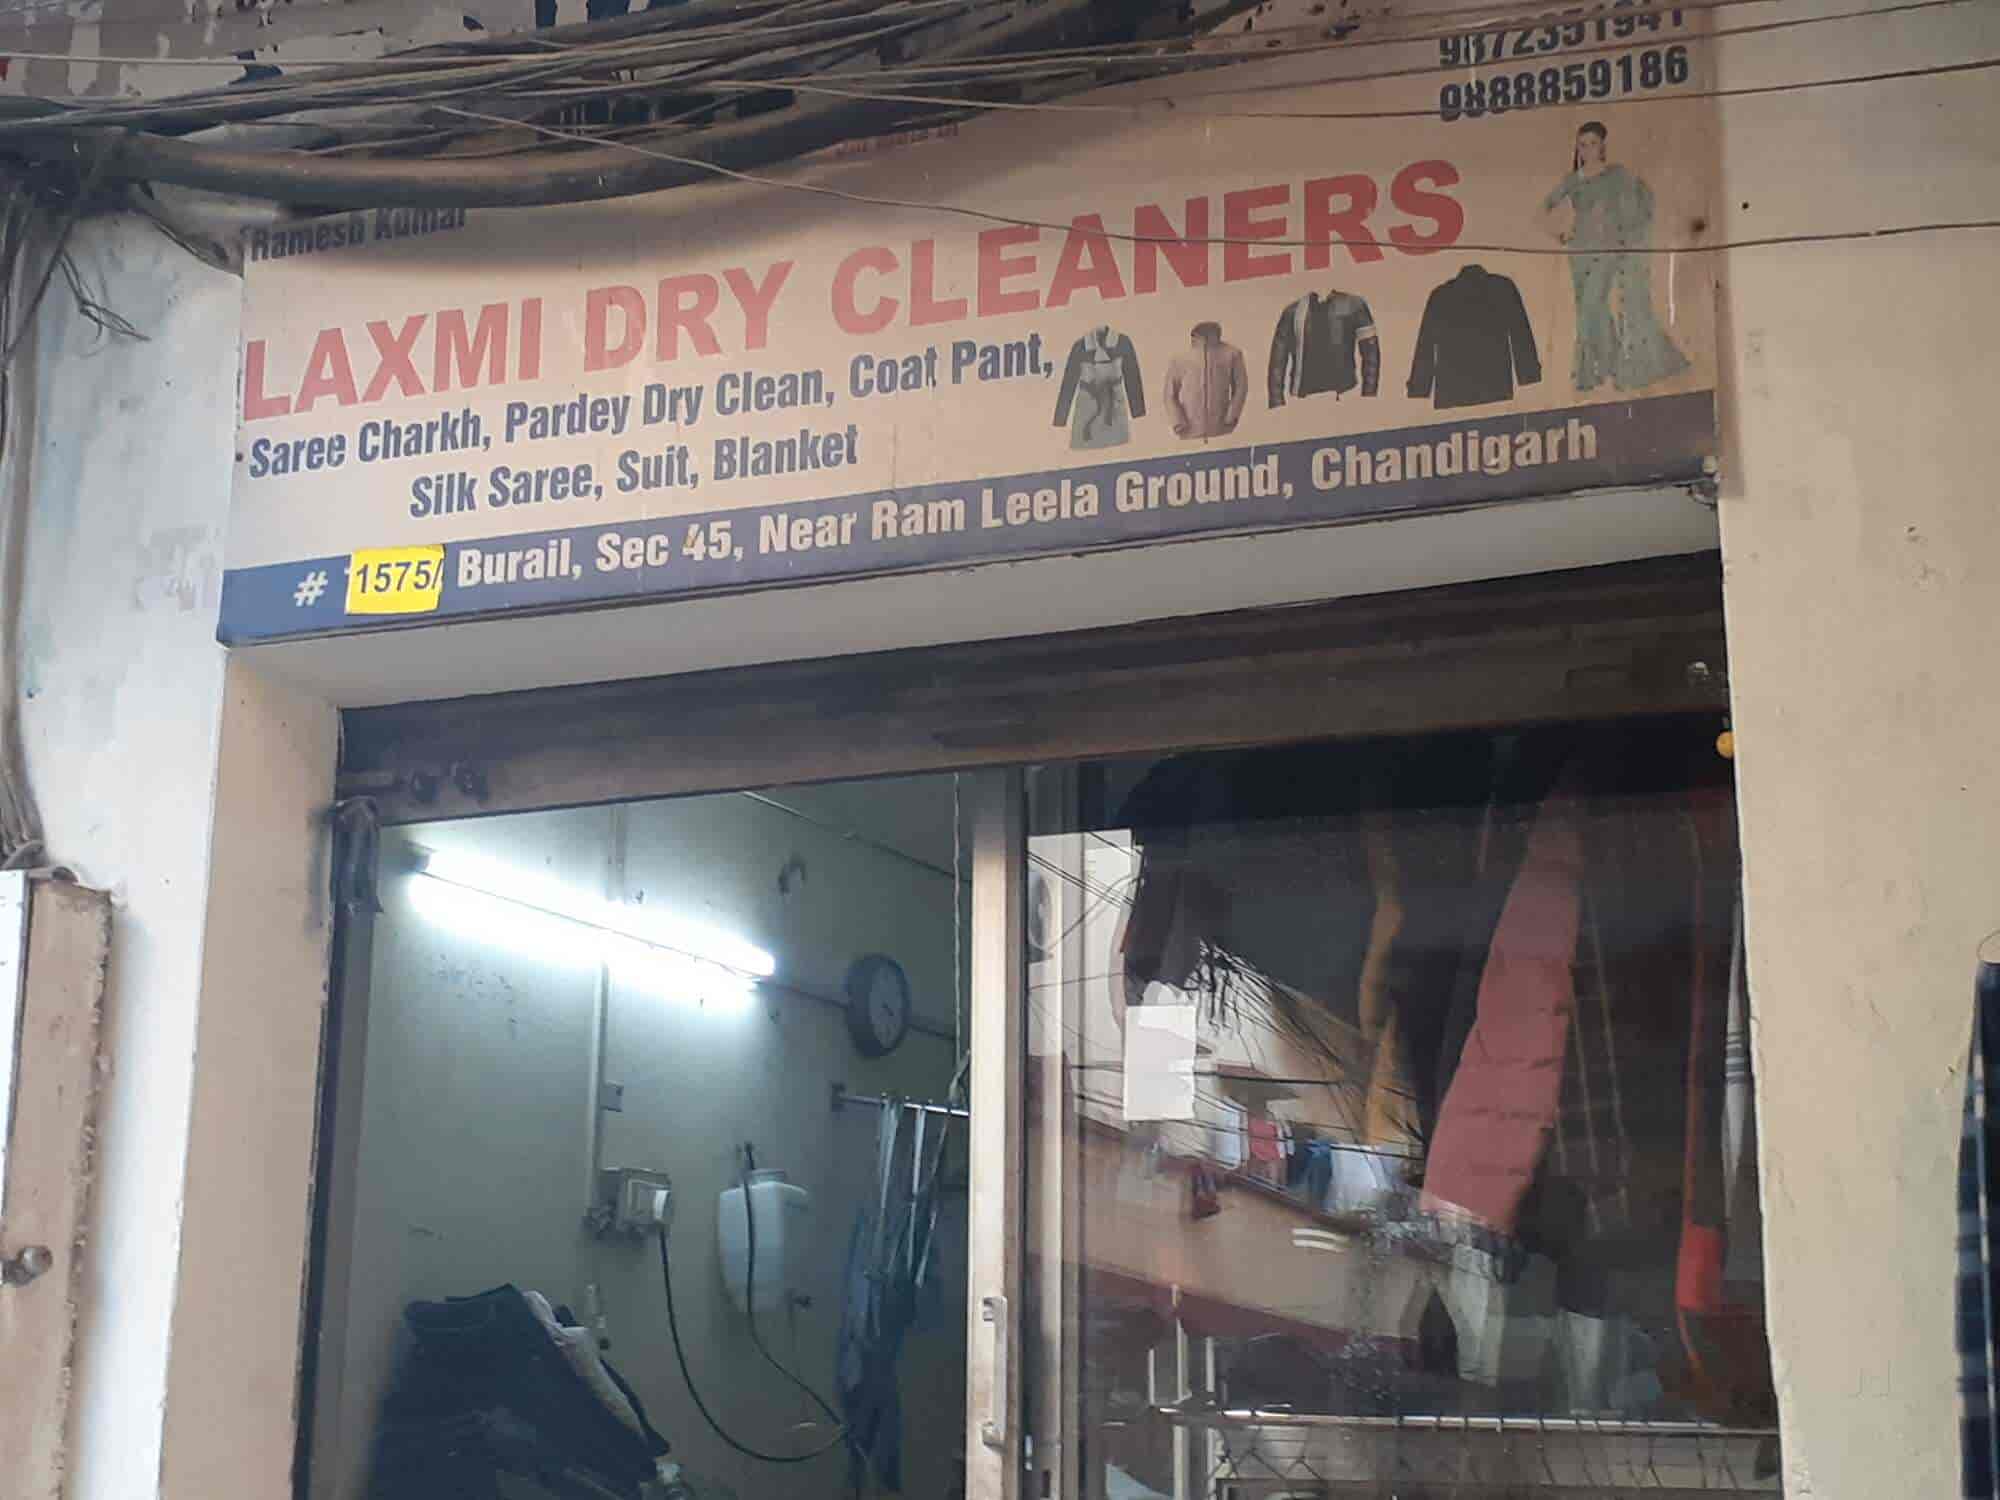 9872351941
9888859186
Ramesh Kumar
LAXMI DRY CLEANERS
Saree Charkh, Pardey Dry Clean, Coat Pant,
Silk Saree, Suit, Blanket
# 1575/ Burail, Sec 45, Near Ram Leela Ground, Chandigarh